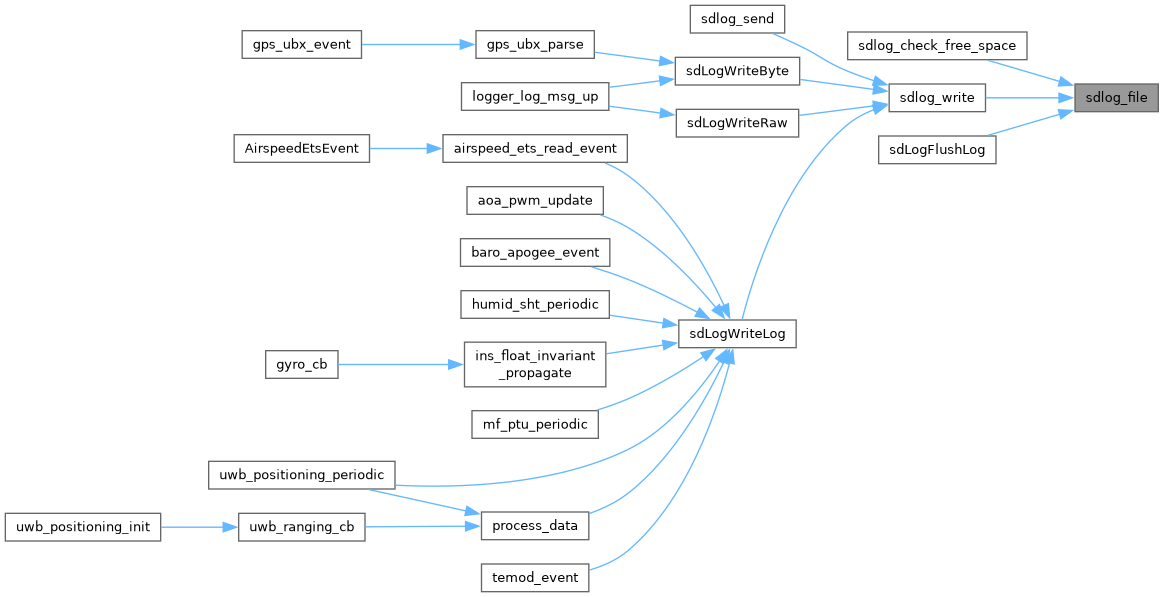 sdlog_send
gps_ubx_event
gps_ubx_parse
sdlog_check_free_space
sdLogWriteByte
logger_log_msg_up
sdlog_write
sdlog_file
sdLogWriteRaw
AirspeedEtsEvent
airspeed_ets_read_event
sdLogFlushLog
aoa_pwm_update
baro_apogee_event
humid_sht_periodic
sdLogWriteLog
ins_float_invariant
_propagate
gyro_cb
mf_ptu_periodic
uwb_positioning_periodic
uwb_positioning_init
uwb_ranging_cb
process_data
temod_event